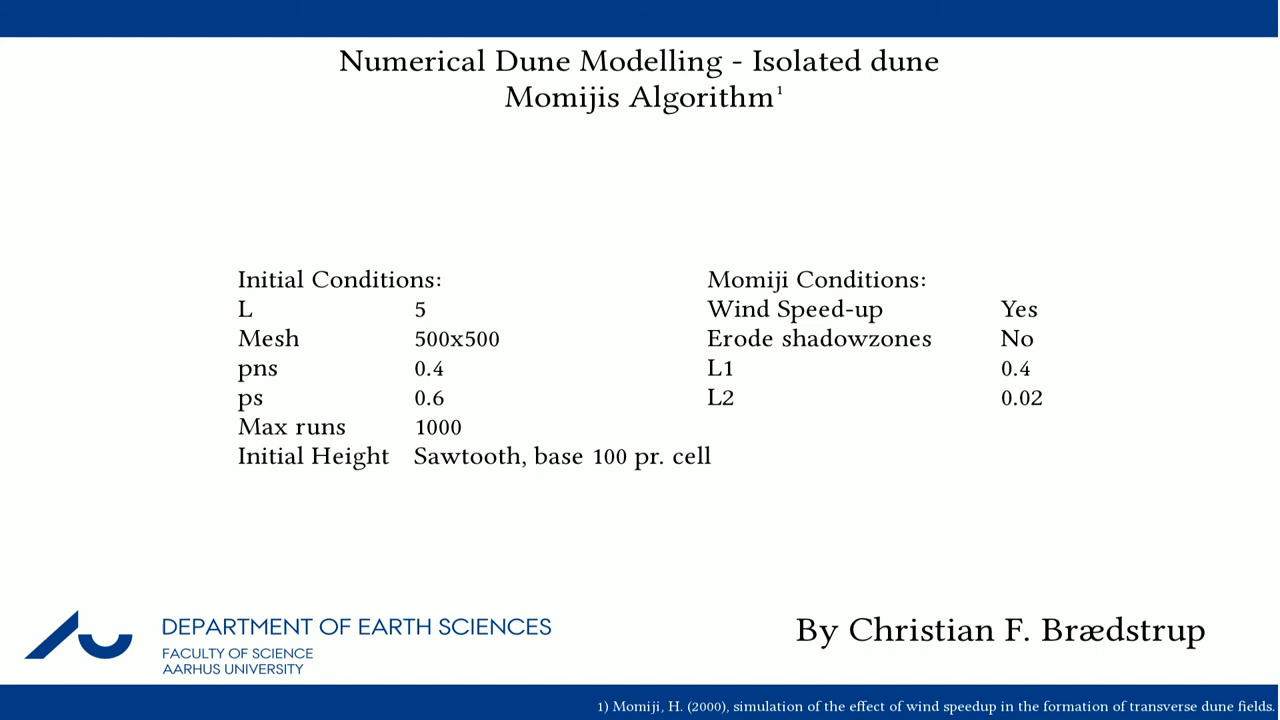 Numerical Dune Modelling - Isolated dune
Momijis Algorithm¹
Initial Conditions:
L 5
Mesh 500x500
pns 0.4
ps 0.6
Max runs 1000
Initial Height Sawtooth, base 100 pr. cell
Momiji Conditions:
Wind Speed-up Yes
Erode shadowzones No
L1 0.4
L2 0.02
DEPARTMENT OF EARTH SCIENCES
FACULTY OF SCIENCE
AARHUS UNIVERSITY
By Christian F. Brædstrup
1) Momiji, H. (2000), simulation of the effect of wind speedup in the formation of transverse dune fields.